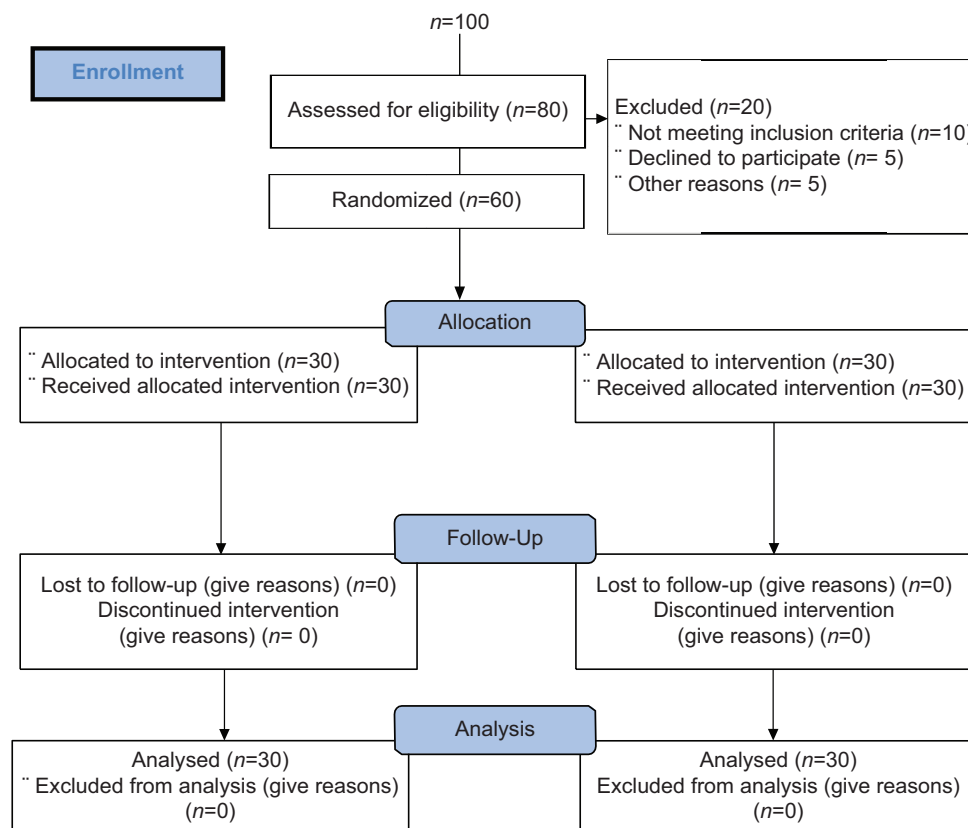 n=100
Enrollment
Assessed for eligibility (n=80)
Excluded (n=20)
¨ Not meeting inclusion criteria (n=10)
¨ Declined to participate (n= 5)
¨ Other reasons (n= 5)
Randomized (n=60)
Allocation
¨ Allocated to intervention (n=30)
¨ Received allocated intervention (n=30)
¨ Allocated to intervention (n=30)
¨ Received allocated intervention (n=30)
Follow-Up
Lost to follow-up (give reasons) (n=0)
Discontinued intervention
(give reasons) (n= 0)
Lost to follow-up (give reasons) (n=0)
Discontinued intervention
(give reasons) (n=0)
Analysis
Analysed (n=30)
¨ Excluded from analysis (give reasons)
(n=0)
Analysed (n=30)
Excluded from analysis (give reasons)
(n=0)